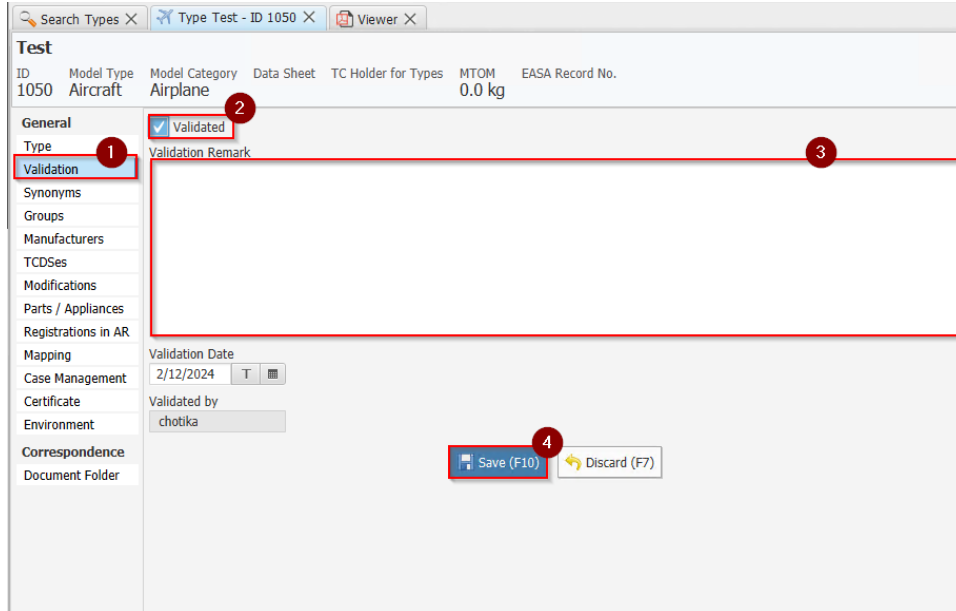 Search Types Type Test - ID 1050 Viewer
Test
ID Model Type Model Category Data Sheet TC Holder for Types MTOM EASA Record No.
1050 Aircraft Airplane 0.0 kg
2
General
Validated
Type
1
Validation Remark
3
Validation
Synonyms
Groups
Manufacturers
TCDSes
Modifications
Parts / Appliances
Registrations in AR
Mapping
Validation Date
2/12/2024 T
Case Management
Certificate
Validated by
chotika
Environment
4
Correspondence
Save (F10) Discard (F7)
Document Folder